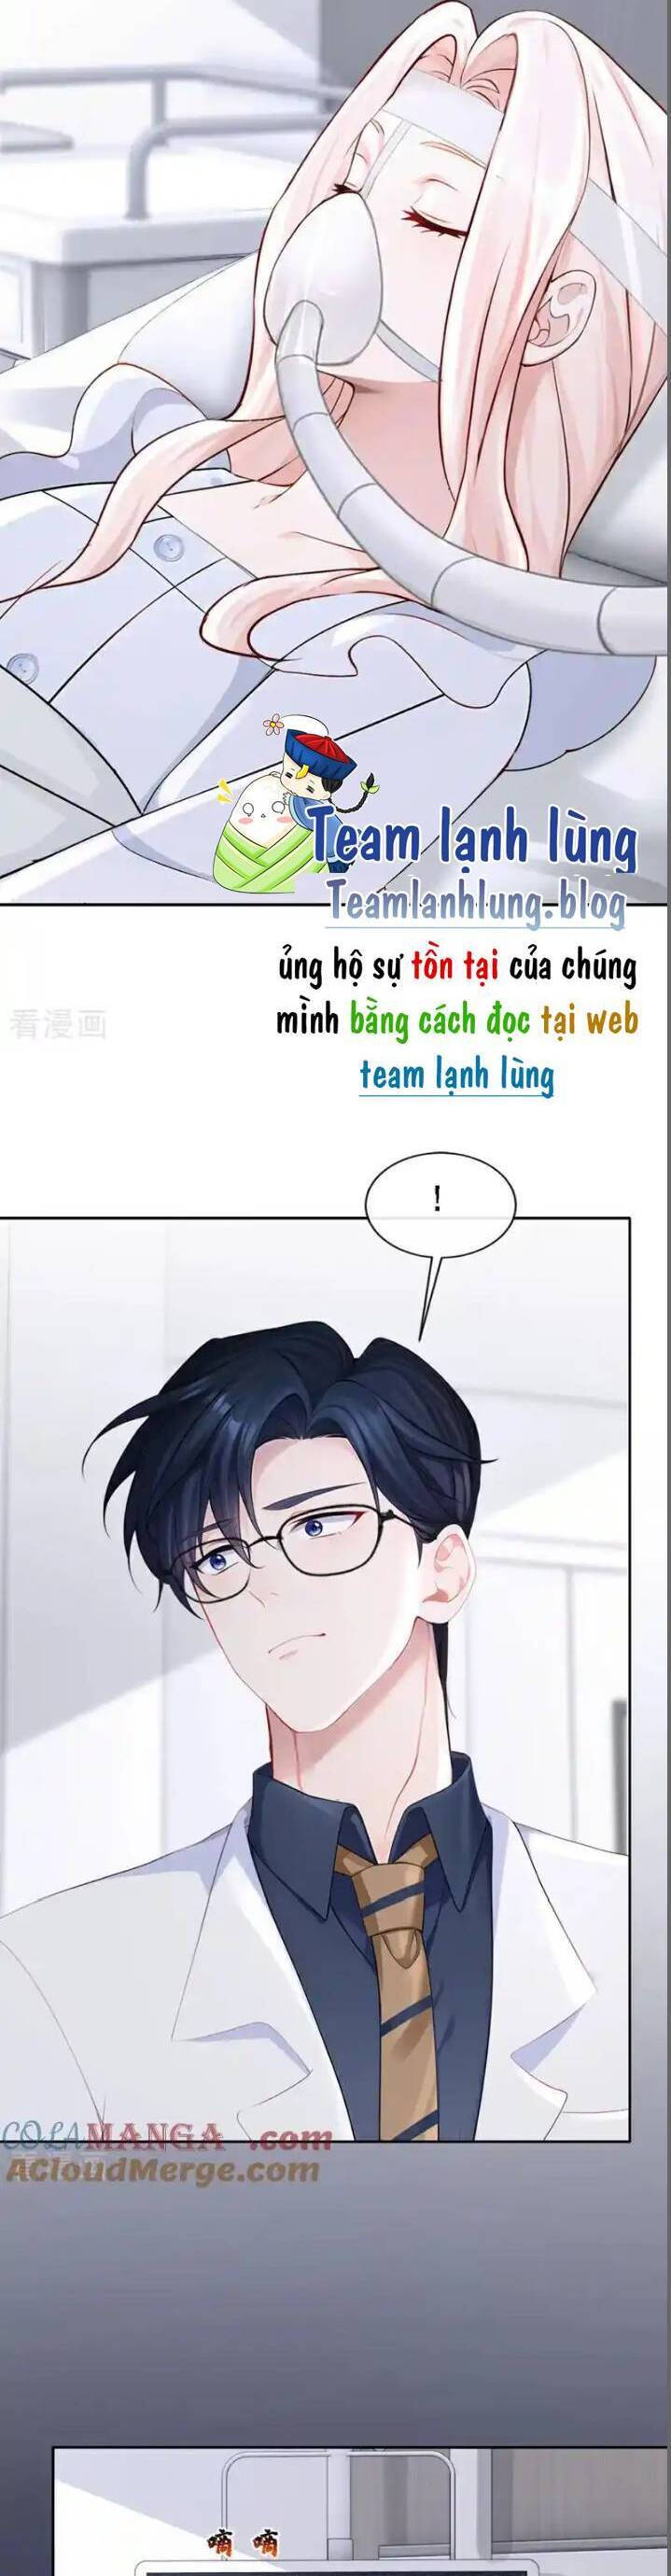 Team lạnh lùng
Teamlanhlung.blog
ủng hộ sự tồn tại của chúng
mình bằng cách đọc tại web
team lạnh lùng
看漫画
!
COLAMANGA.com
AcloudMerge.com
嘀 嘀